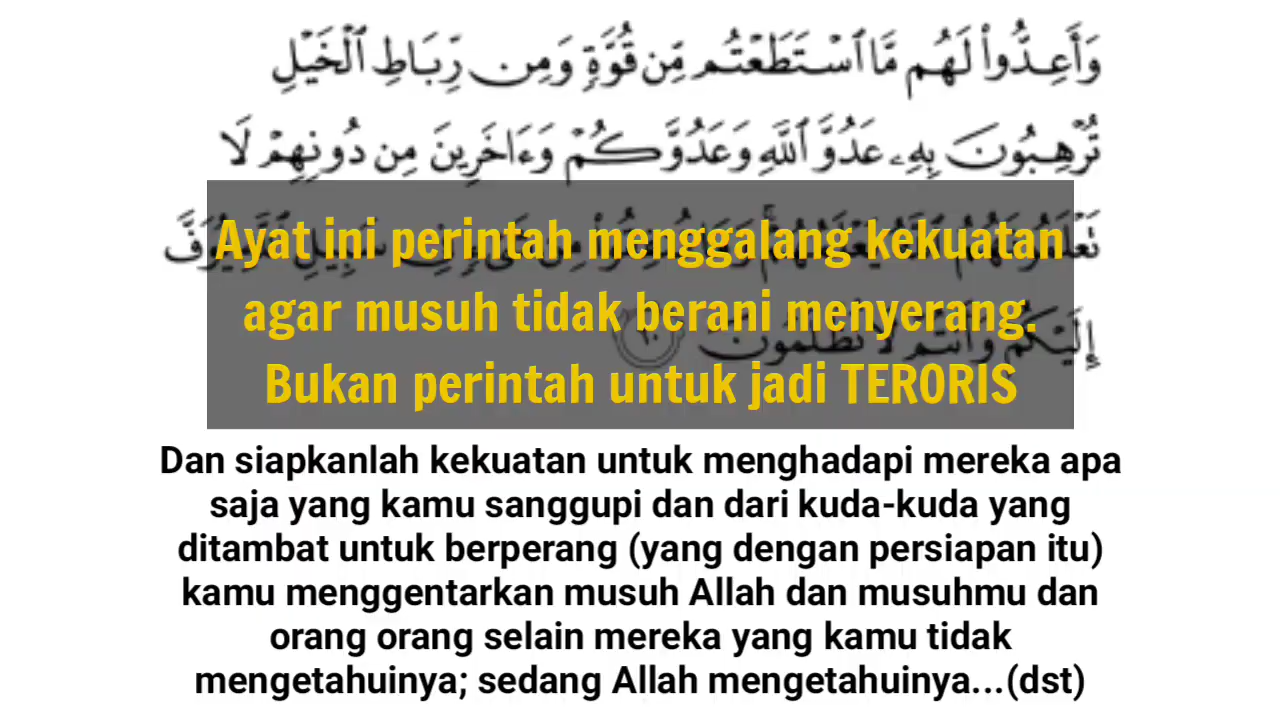 وَأَعِدُّوا۟ لَهُم مَّا ٱسْتَطَعْتُم مِّن قُوَّةٍ وَمِن رِّبَاطِ ٱلْخَيْلِ
تُرْهِبُونَ بِهِۦ عَدُوَّ ٱللَّهِ وَعَدُوَّكُمْ وَءَاخَرِينَ مِن دُونِهِمْ لَا
Ayat ini perintah menggalang kekuatan
agar musuh tidak berani menyerang.
إِلَيْكُمْ وَأَنتُمْ لَا تُظْلَمُونَ ٦٠
Bukan perintah untuk jadi TERORIS
Dan siapkanlah kekuatan untuk menghadapi mereka apa
saja yang kamu sanggupi dan dari kuda-kuda yang
ditambat untuk berperang (yang dengan persiapan itu)
kamu menggentarkan musuh Allah dan musuhmu dan
orang orang selain mereka yang kamu tidak
mengetahuinya; sedang Allah mengetahuinya...(dst)